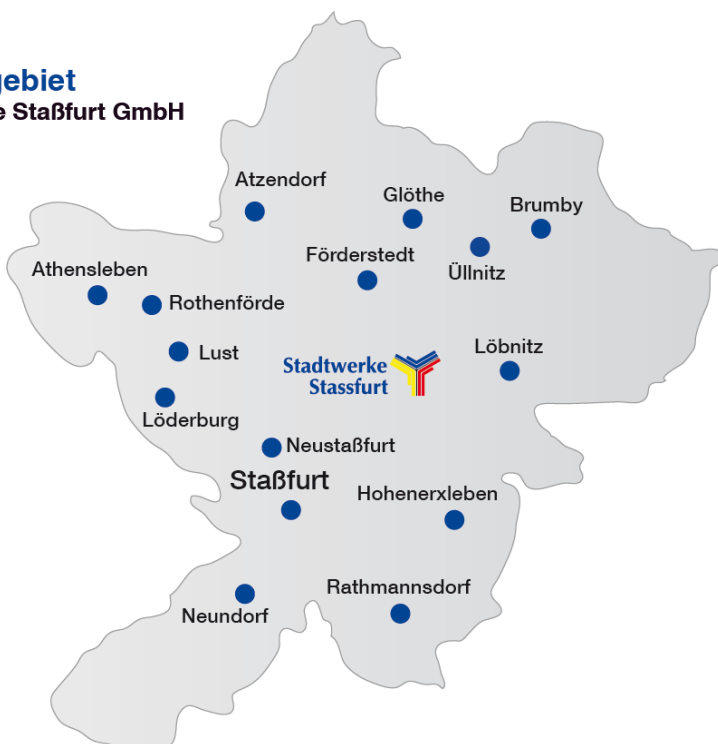 gebiet
e Staßfurt GmbH
Atzendorf
Glöthe
Brumby
Förderstedt
Üllnitz
Athensleben
Rothenförde
Lust
Löbnitz
Stadtwerke
Stassfurt
Löderburg
Neustaßfurt
Staßfurt
Hohenerxleben
Rathmannsdorf
Neundorf